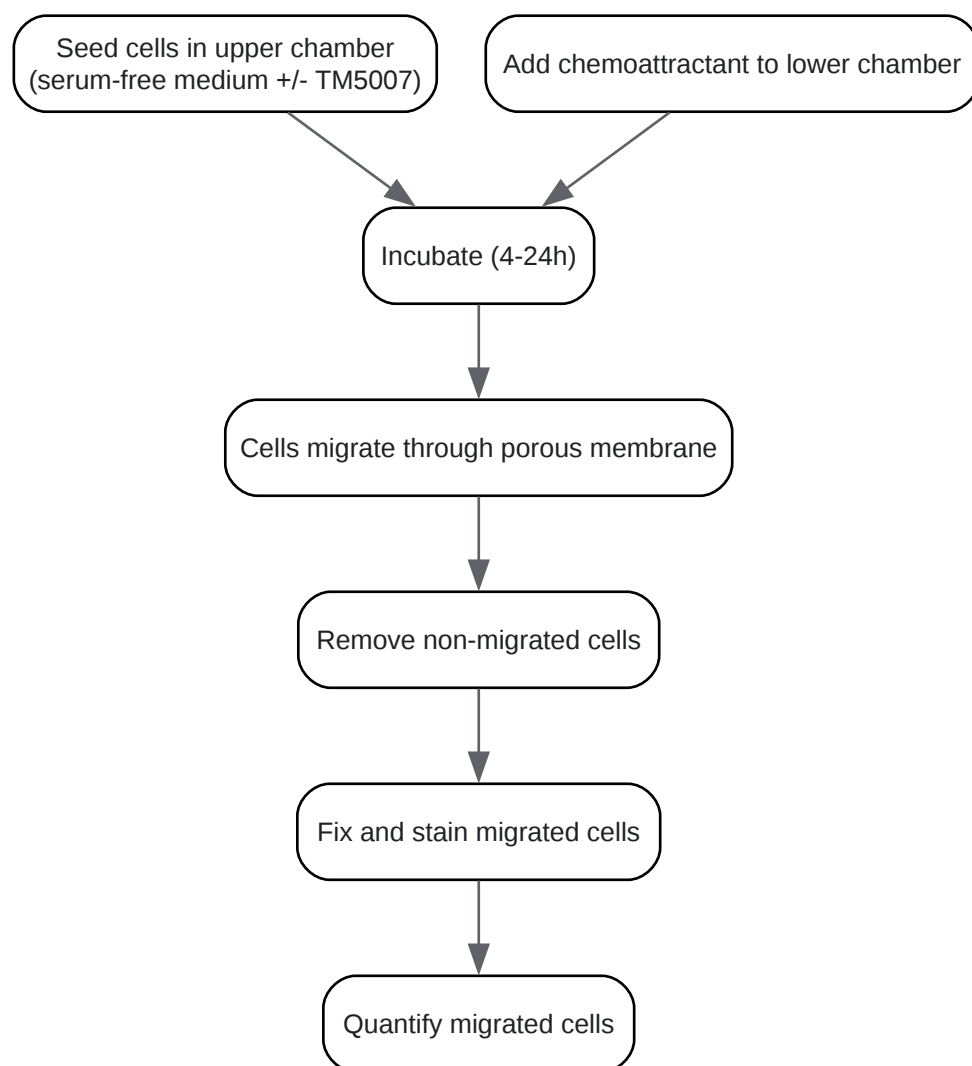 Seed cells in upper chamber
(serum-free medium +/- TM5007)
Add chemoattractant to lower chamber
Incubate (4-24h)
Cells migrate through porous membrane
Remove non-migrated cells
Fix and stain migrated cells
Quantify migrated cells